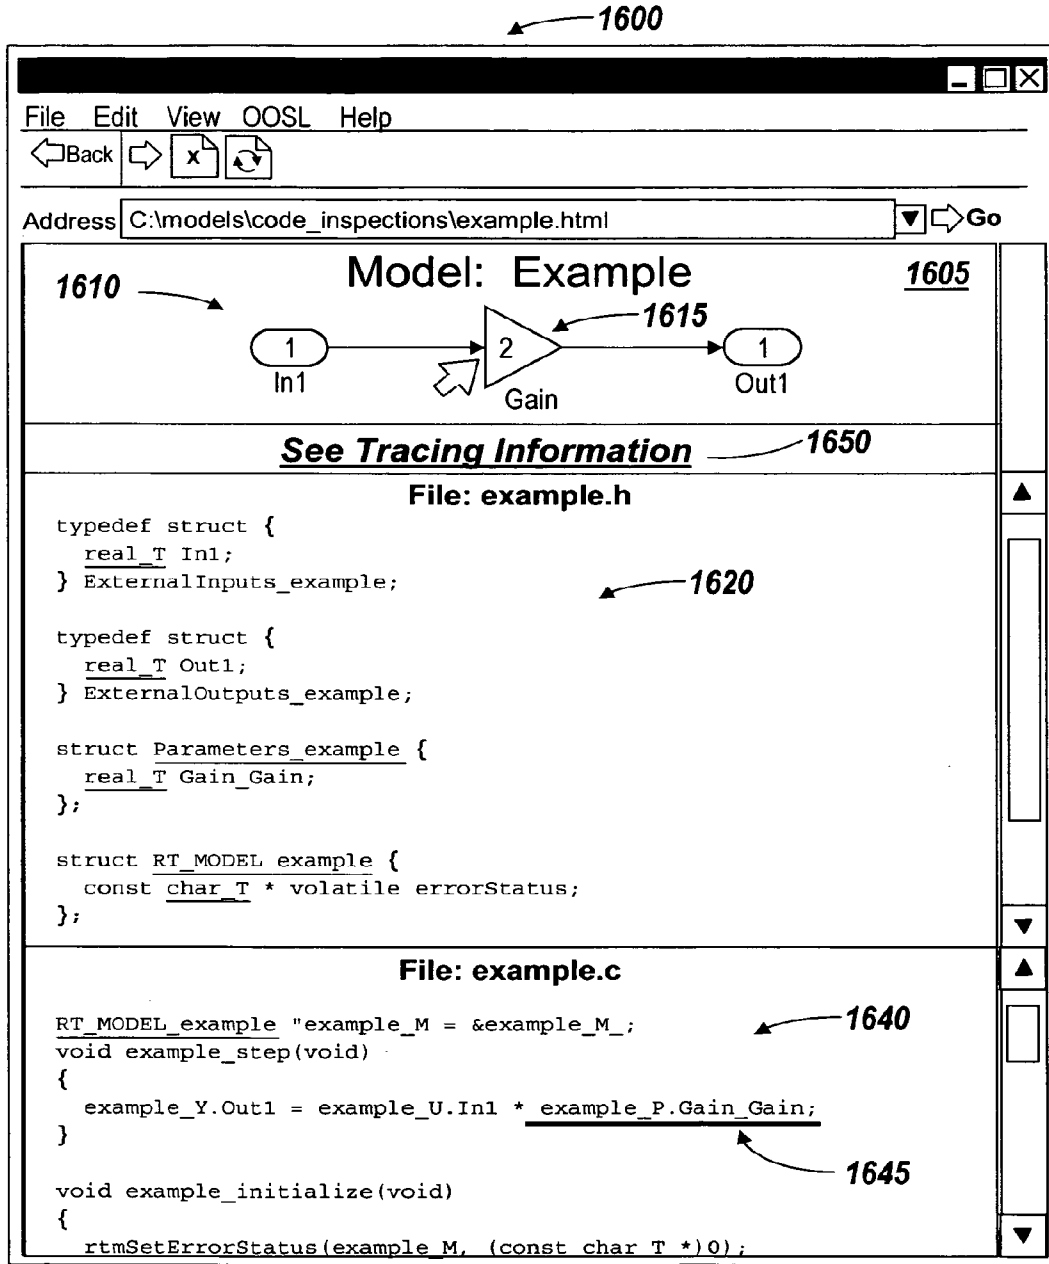 1600
File Edit View OOSL Help
Back x
Address C:\models\code_inspections\example.html Go
Model: Example 1605
1610
1615
1 2 1
In1 Gain Out1
See Tracing Information 1650
File: example.h
typedef struct {
real_T In1;
} ExternalInputs_example;
1620
typedef struct {
real_T Out1;
} ExternalOutputs_example;
struct Parameters_example {
real_T Gain_Gain;
};
struct RT_MODEL example {
const char_T * volatile errorStatus;
};
File: example.c
RT_MODEL_example "example_M = &example_M_; 1640
void example_step(void)
{
example_Y.Out1 = example_U.In1 * example_P.Gain_Gain;
}
1645
void example_initialize(void)
{
rtmSetErrorStatus(example_M, (const char T *)0);